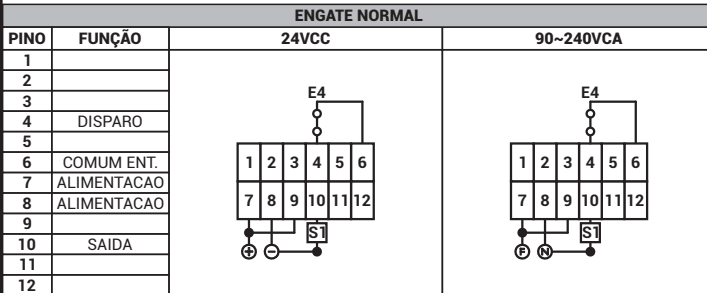 ENGATE NORMAL
PINO FUNÇÃO 24VCC 90~240VCA
1
2
3
4 DISPARO
5
6 COMUM ENT.
7 ALIMENTACAO
8 ALIMENTACAO
9
10 SAIDA
11
12
E4
1 2 3 4 5 6
7 8 9 10 11 12
S1
+ −
E4
1 2 3 4 5 6
7 8 9 10 11 12
S1
F N